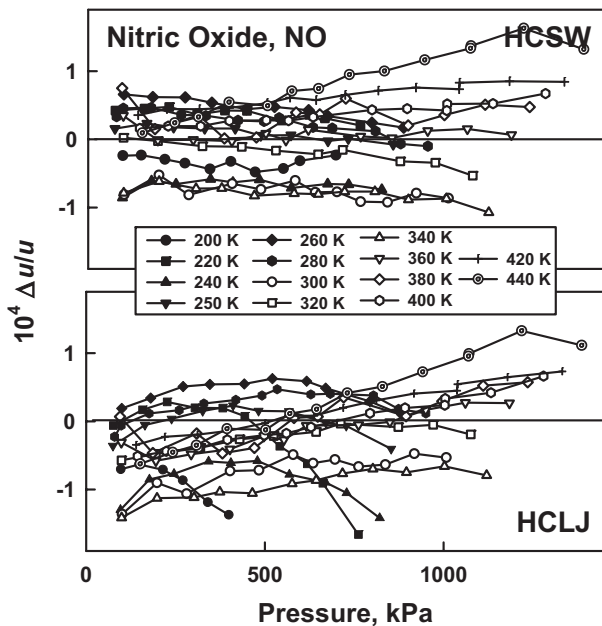 Nitric Oxide, NO HCSW
1
0
-1
200 K 260 K 340 K
220 K 280 K 360 K 420 K
240 K 300 K 380 K 440 K
250 K 320 K 400 K
10⁴ Δu/u
1
0
-1
HCLJ
0 500 1000
Pressure, kPa